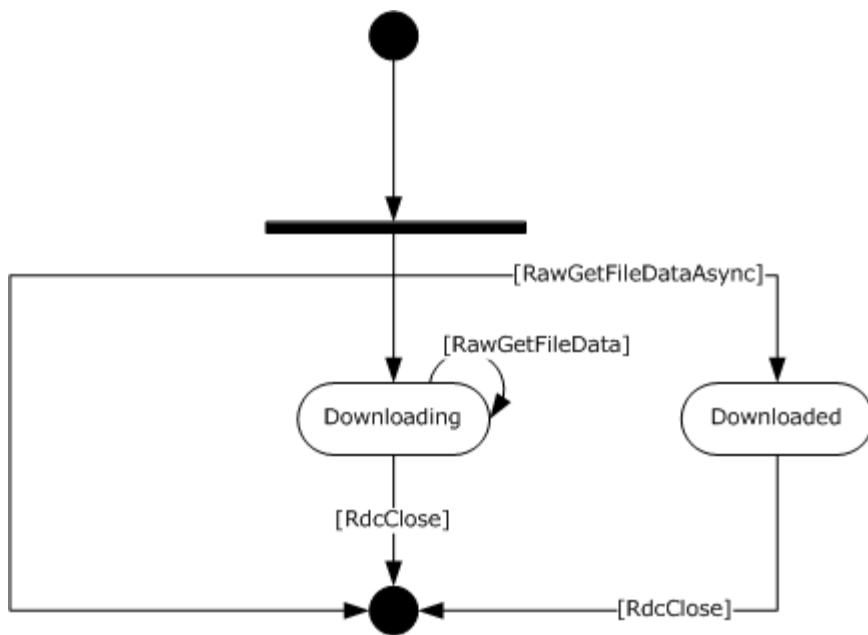 [RawGetFileDataAsync]
[RawGetFileData]
Downloading
Downloaded
[RdcClose]
[RdcClose]